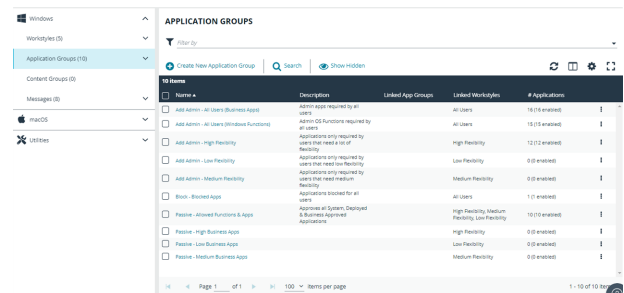 Windows
Workstyles (5)
Application Groups (10)
Content Groups (0)
Messages (8)
macOS
Utilities
APPLICATION GROUPS
Filter by
Create New Application Group
Search
Show Hidden
10 items
Name Description Linked App Groups Linked Workstyles # Applications
Add Admin - All Users (Business Apps) Admin apps required by all users All Users 16 (16 enabled)
Add Admin - All Users (Windows Functions) Admin OS Functions required by all users All Users 15 (15 enabled)
Add Admin - High Flexibility Applications only required by users that need a lot of flexibility High Flexibility 12 (12 enabled)
Add Admin - Low Flexibility Applications only required by users that need low flexibility Low Flexibility 0 (0 enabled)
Add Admin - Medium Flexibility Applications only required by users that need medium flexibility Medium Flexibility 0 (0 enabled)
Block - Blocked Apps Applications blocked for all users All Users 1 (1 enabled)
Passive - Allowed Functions & Apps Approves all System, Deployed & Business Approved Applications High Flexibility, Medium Flexibility, Low Flexibility 10 (10 enabled)
Passive - High Business Apps High Flexibility 0 (0 enabled)
Passive - Low Business Apps Low Flexibility 0 (0 enabled)
Passive - Medium Business Apps Medium Flexibility 0 (0 enabled)
Page 1 of 1 100 items per page 1 - 10 of 10